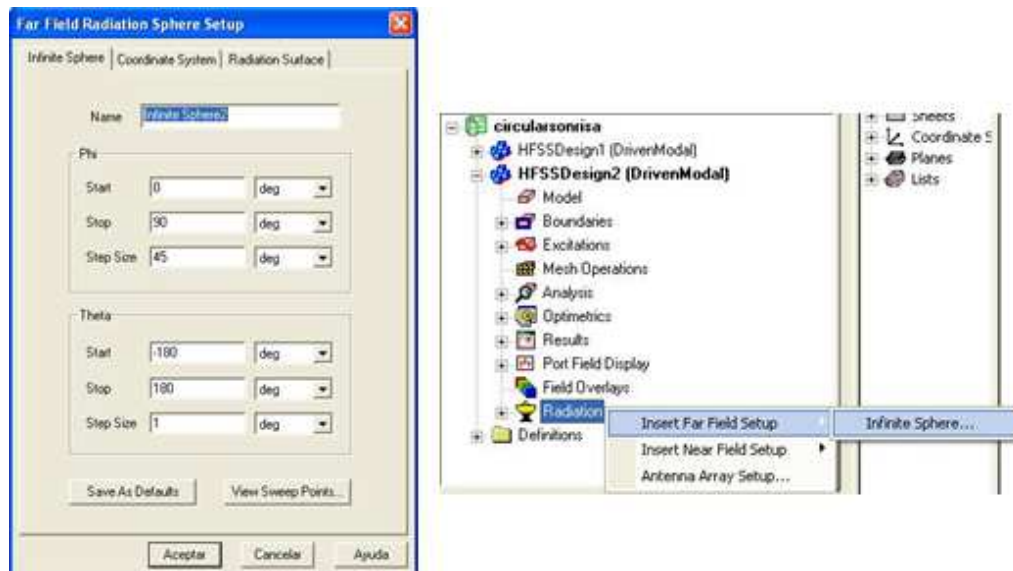 Far Field Radiation Sphere Setup
Infinite Sphere Coordinate System Radiation Surface
Name Infinite Sphere2
Phi
Start 0 deg
Stop 90 deg
Step Size 45 deg
Theta
Start -180 deg
Stop 180 deg
Step Size 1 deg
Save As Defaults View Sweep Points...
Aceptar Cancelar Ayuda
circularsonrisa
HFSSDesign1 (DrivenModal)
HFSSDesign2 (DrivenModal)
Model
Boundaries
Excitations
Mesh Operations
Analysis
Optimetrics
Results
Port Field Display
Field Overlays
Radiation
Definitions
Insert Far Field Setup
Insert Near Field Setup
Antenna Array Setup...
Infinite Sphere...
Sheets
Coordinate S
Planes
Lists